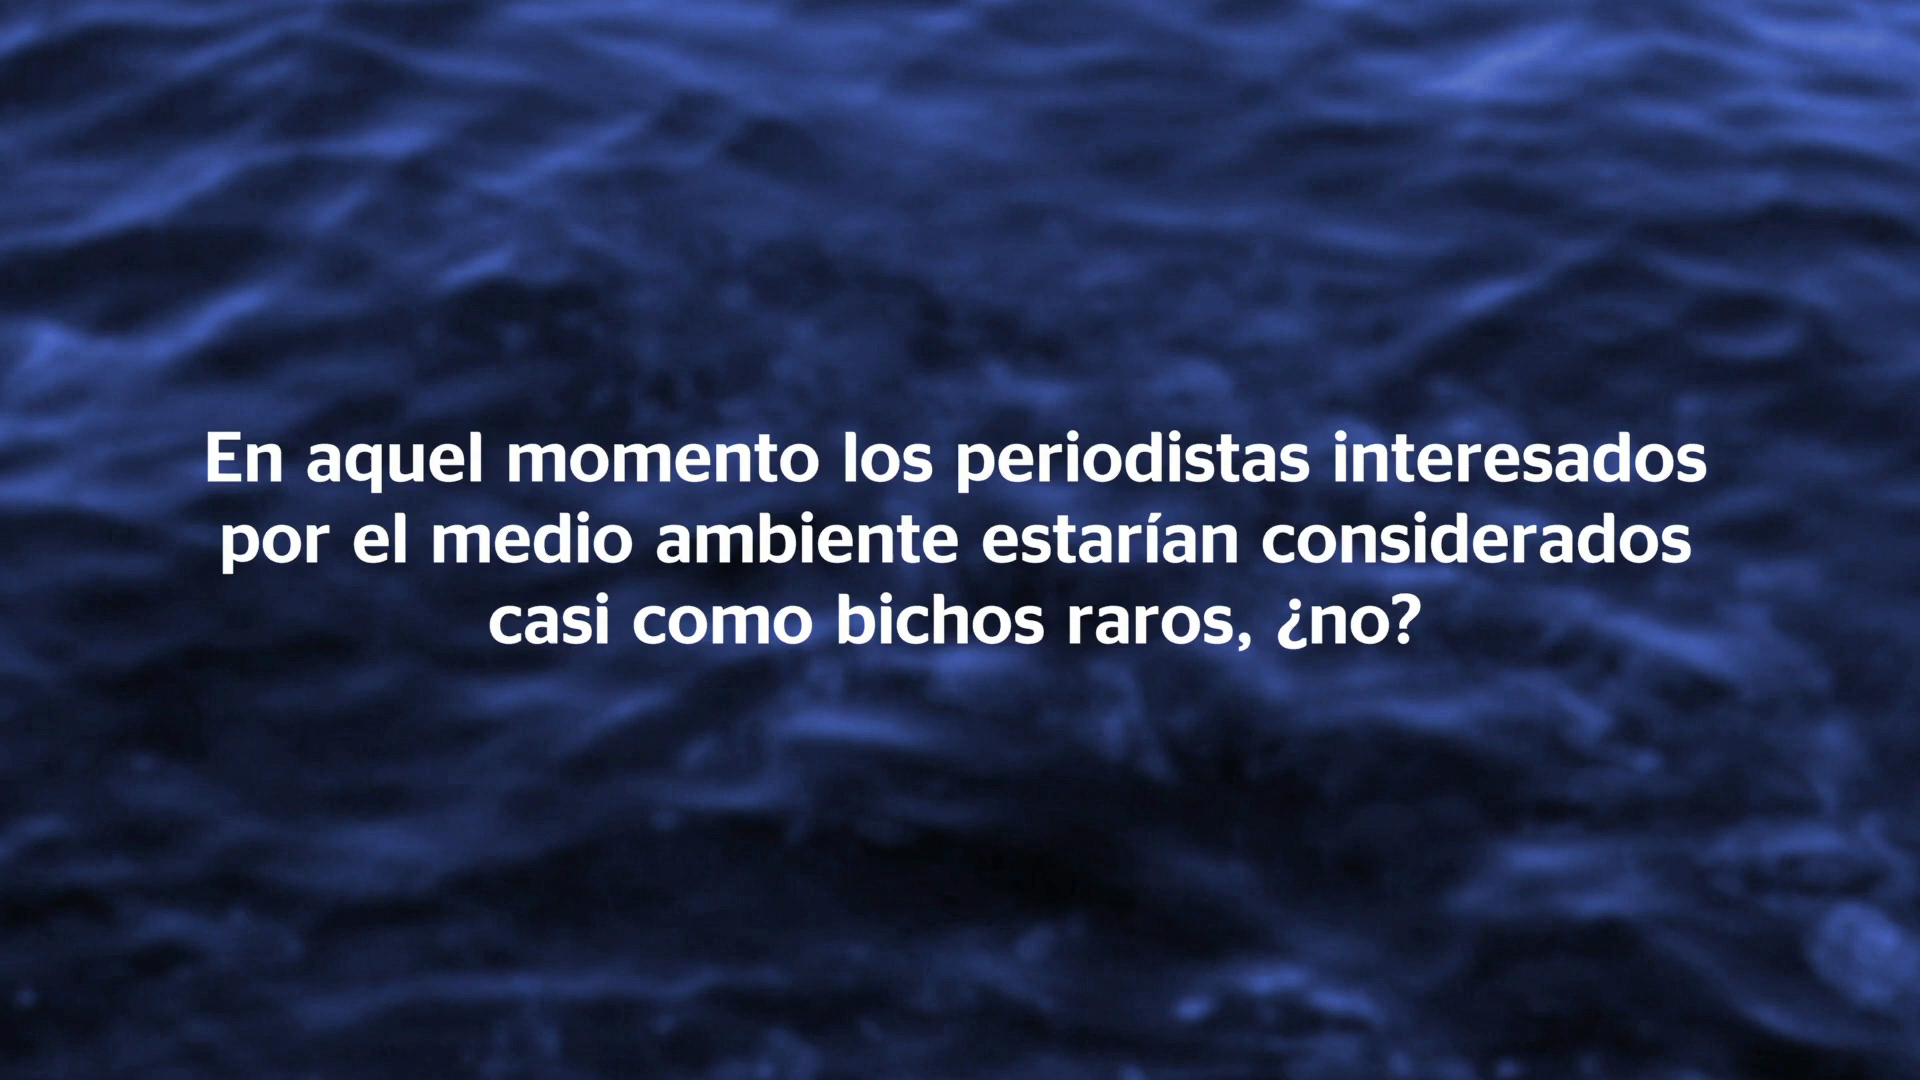 En aquel momento los periodistas interesados
por el medio ambiente estarían considerados
casi como bichos raros, ¿no?